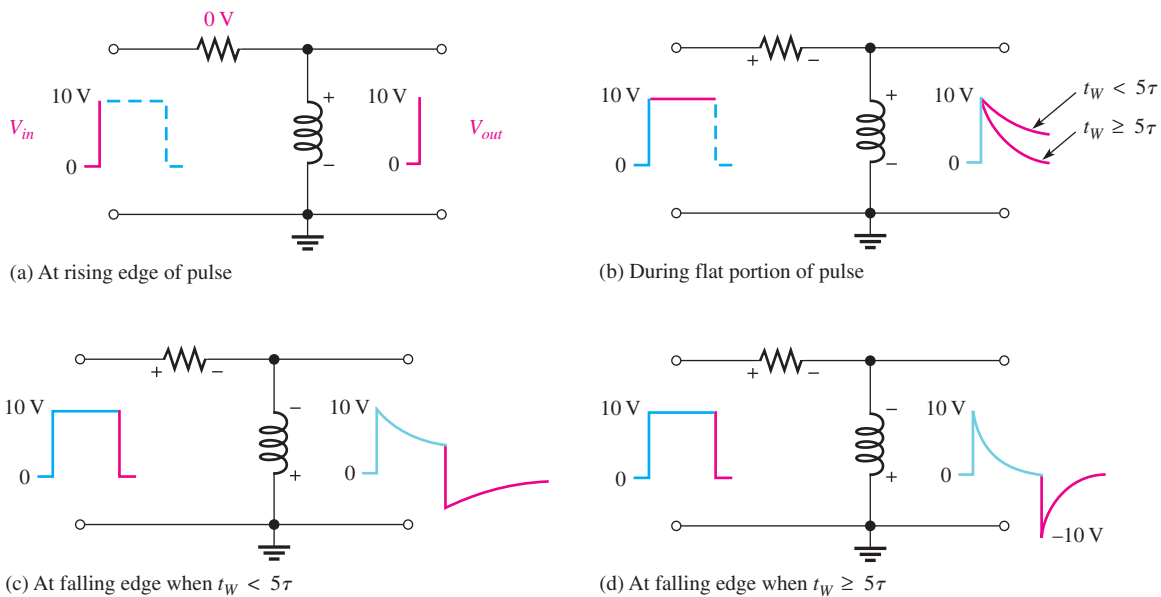 0 V
10 V
V_in
0
+
−
10 V
0
V_out
(a) At rising edge of pulse
+ −
10 V
0
+
−
10 V
0
t_W < 5τ
t_W ≥ 5τ
(b) During flat portion of pulse
+ −
10 V
0
−
+
10 V
0
(c) At falling edge when t_W < 5τ
+ −
10 V
0
−
+
10 V
0
−10 V
(d) At falling edge when t_W ≥ 5τ